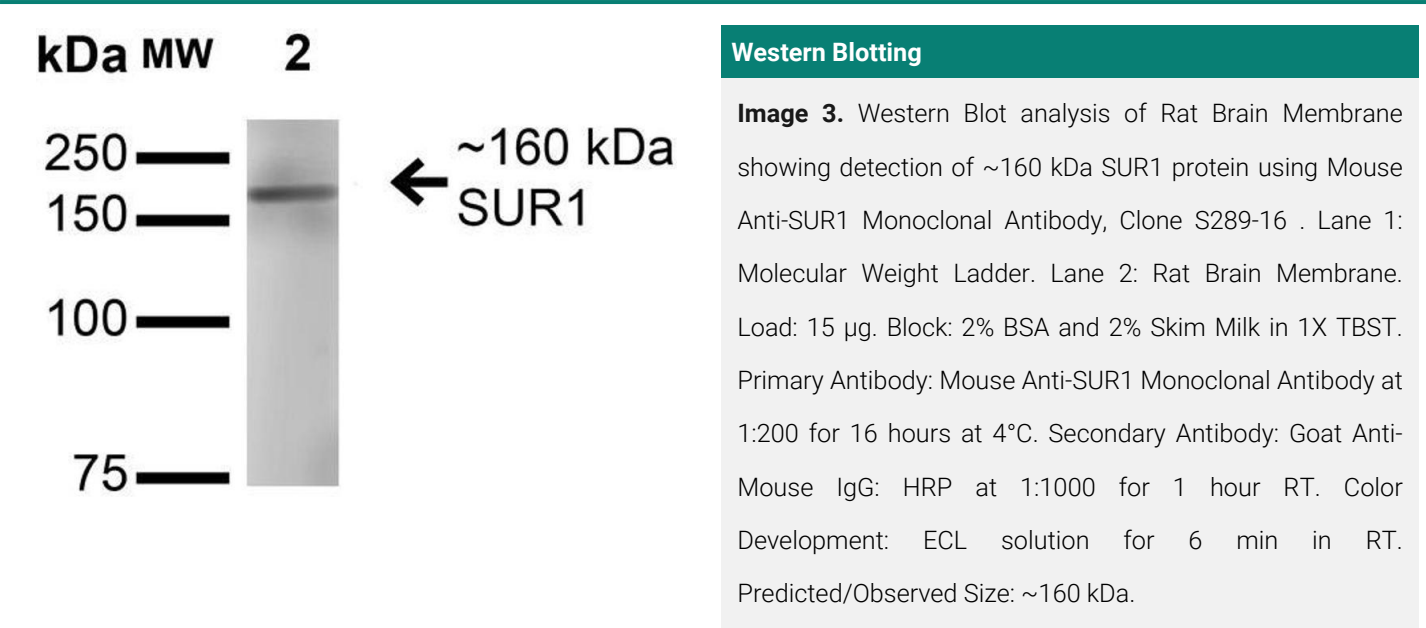 kDa MW 2
250
150
100
75
~160 kDa
SUR1
Western Blotting
Image 3. Western Blot analysis of Rat Brain Membrane
showing detection of ~160 kDa SUR1 protein using Mouse
Anti-SUR1 Monoclonal Antibody, Clone S289-16 . Lane 1:
Molecular Weight Ladder. Lane 2: Rat Brain Membrane.
Load: 15 µg. Block: 2% BSA and 2% Skim Milk in 1X TBST.
Primary Antibody: Mouse Anti-SUR1 Monoclonal Antibody at
1:200 for 16 hours at 4°C. Secondary Antibody: Goat Anti-
Mouse IgG: HRP at 1:1000 for 1 hour RT. Color
Development: ECL solution for 6 min in RT.
Predicted/Observed Size: ~160 kDa.